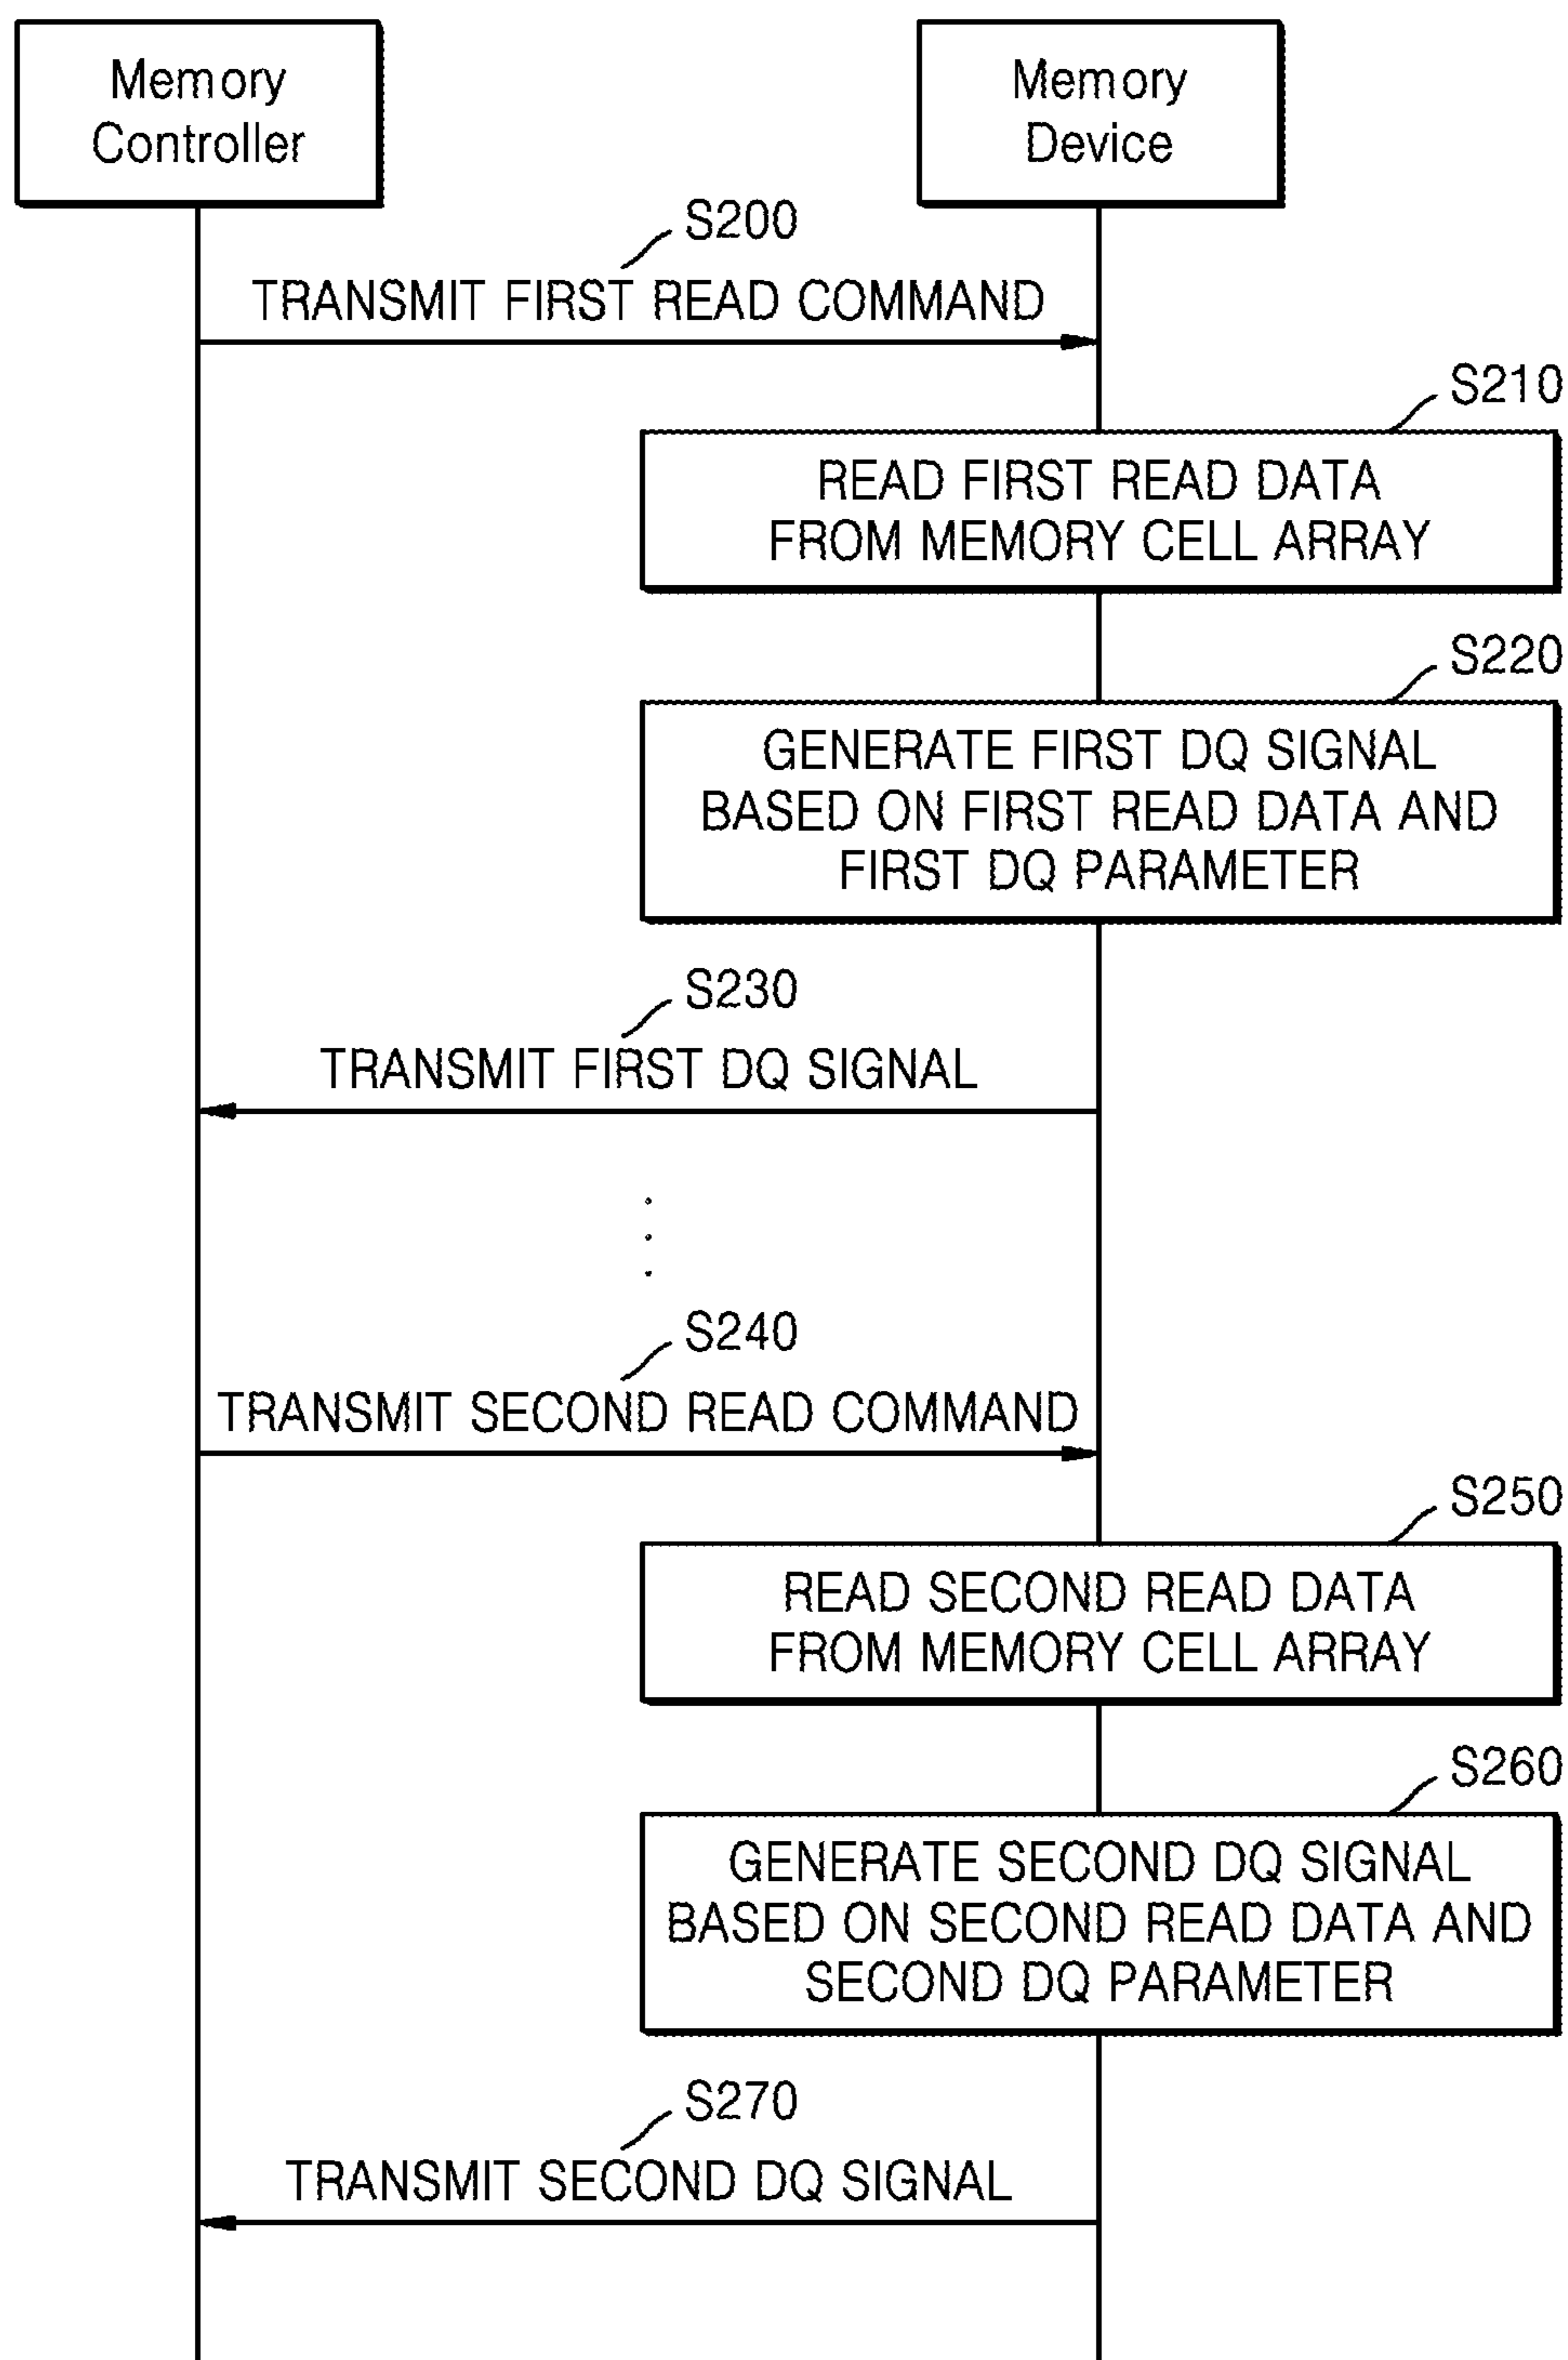 Memory
Controller
Memory
Device
S200
TRANSMIT FIRST READ COMMAND
S210
READ FIRST READ DATA
FROM MEMORY CELL ARRAY
S220
GENERATE FIRST DQ SIGNAL
BASED ON FIRST READ DATA AND
FIRST DQ PARAMETER
S230
TRANSMIT FIRST DQ SIGNAL
S240
TRANSMIT SECOND READ COMMAND
S250
READ SECOND READ DATA
FROM MEMORY CELL ARRAY
S260
GENERATE SECOND DQ SIGNAL
BASED ON SECOND READ DATA AND
SECOND DQ PARAMETER
S270
TRANSMIT SECOND DQ SIGNAL